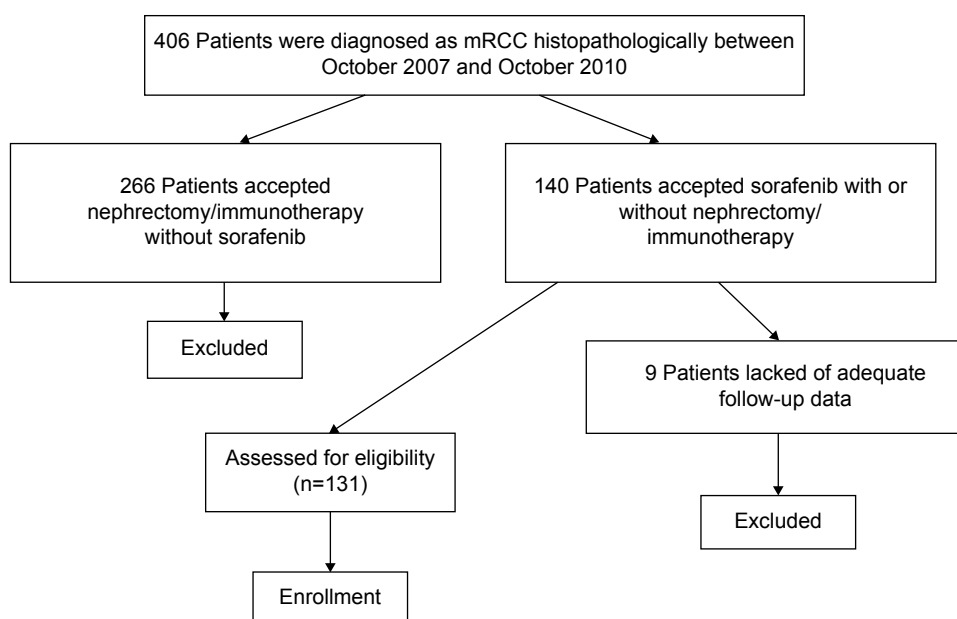 406 Patients were diagnosed as mRCC histopathologically between
October 2007 and October 2010
266 Patients accepted
nephrectomy/immunotherapy
without sorafenib
140 Patients accepted sorafenib with or
without nephrectomy/
immunotherapy
Excluded
9 Patients lacked of adequate
follow-up data
Assessed for eligibility
(n=131)
Excluded
Enrollment